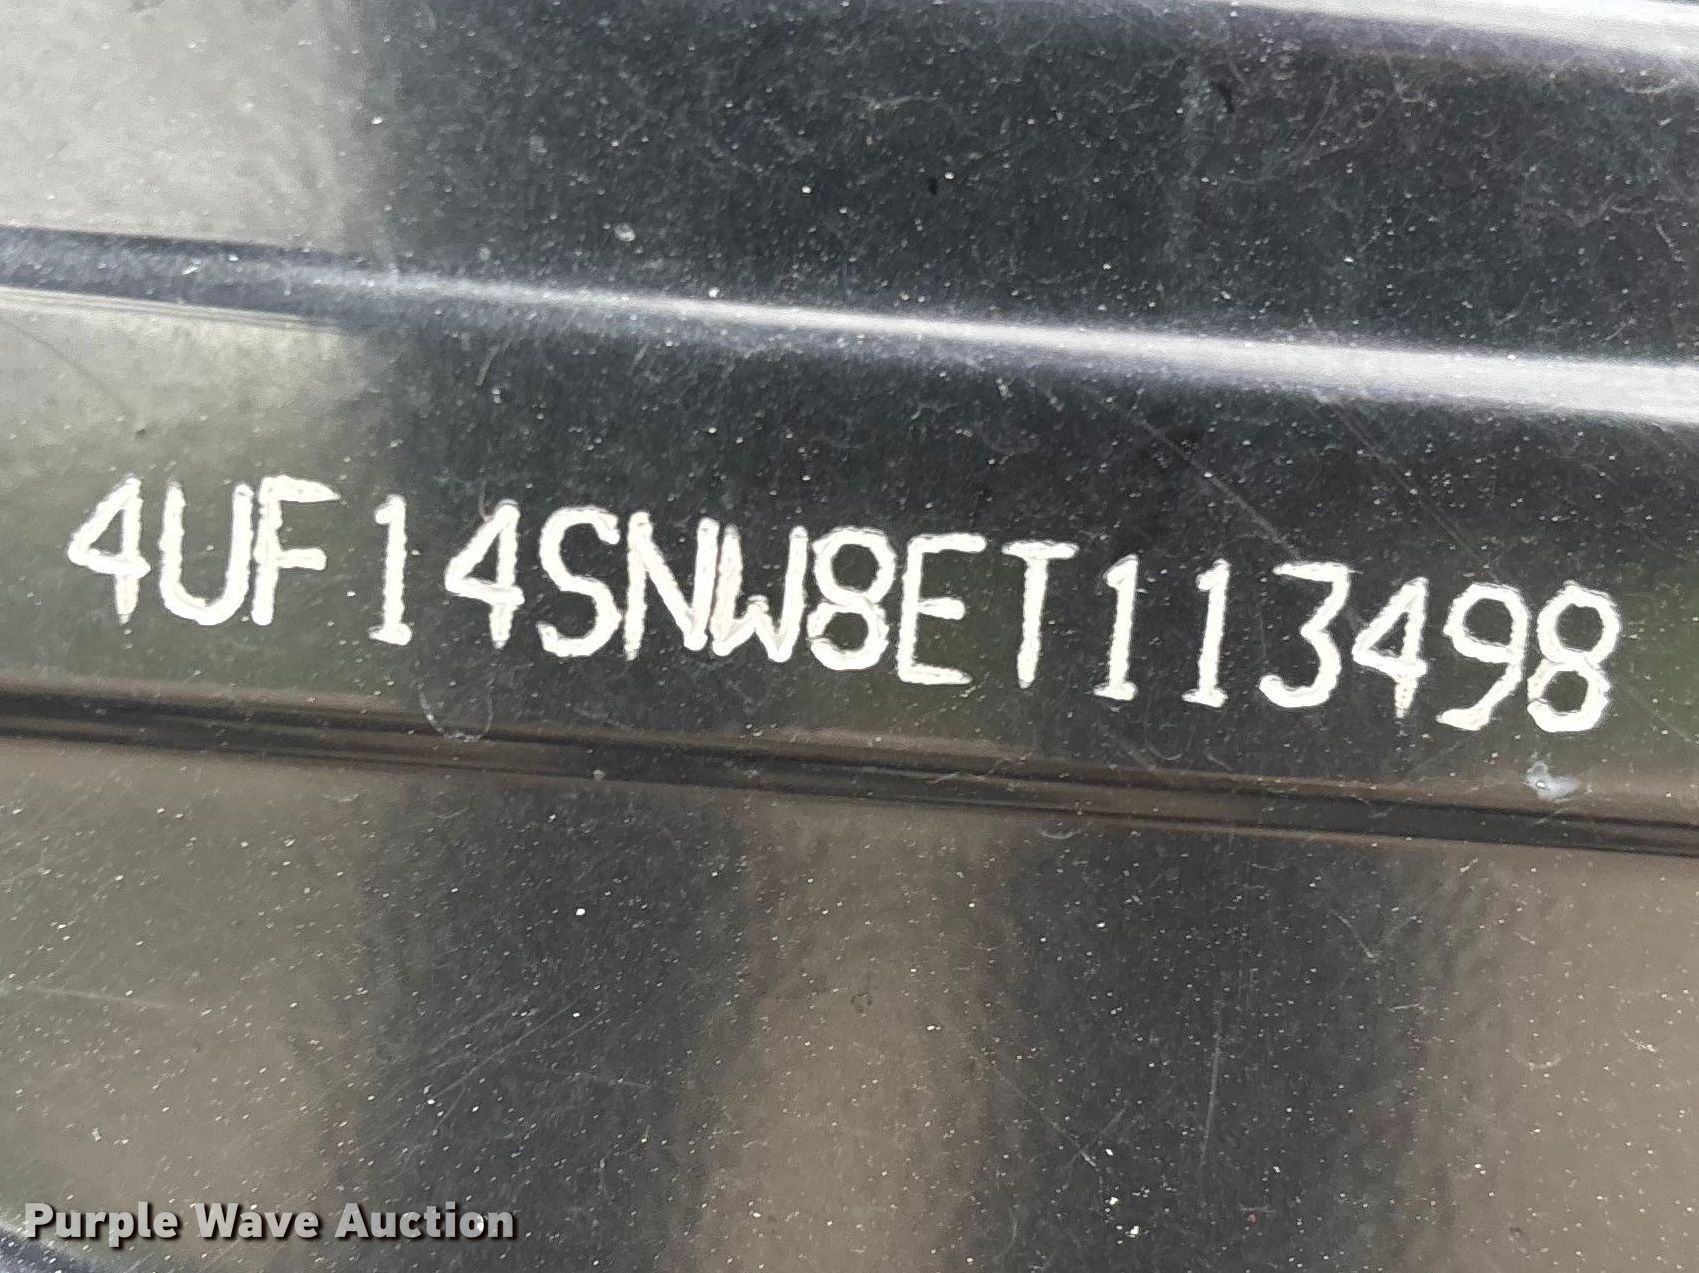 4UF14SNW8ET113498
Purple Wave Auction